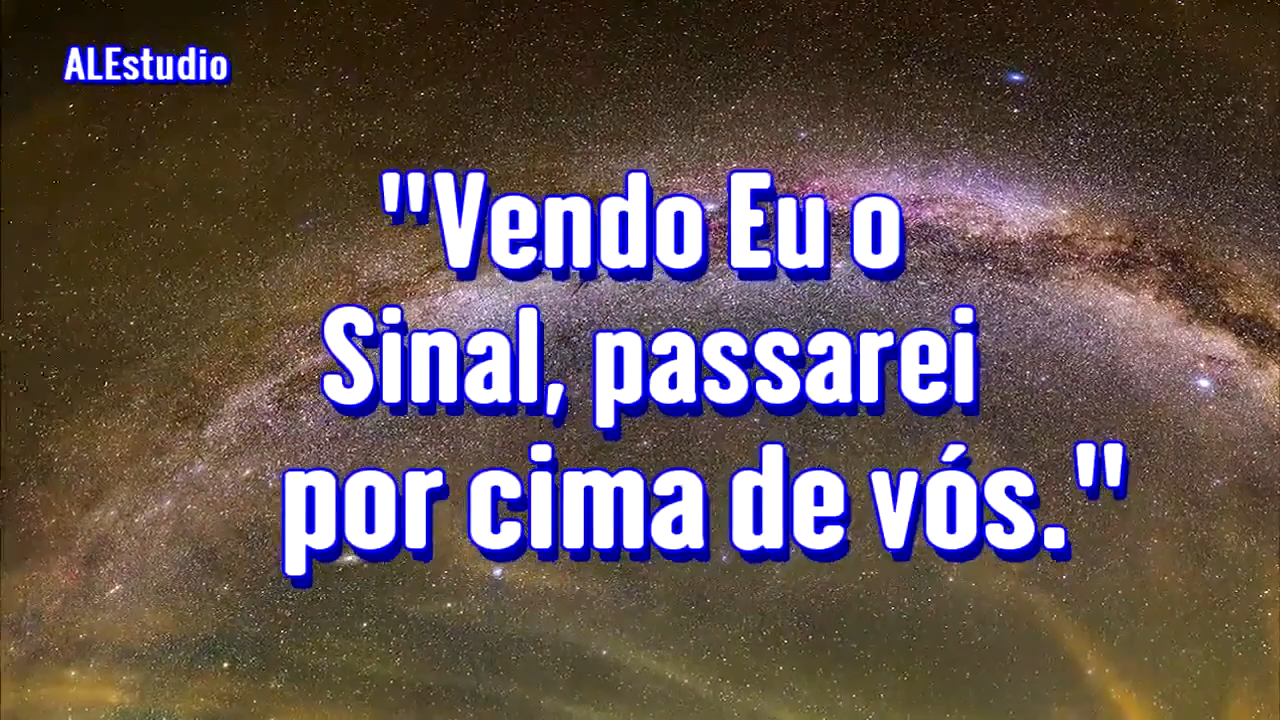 ALEstudio
"Vendo Eu o
Sinal, passarei
por cima de vós."